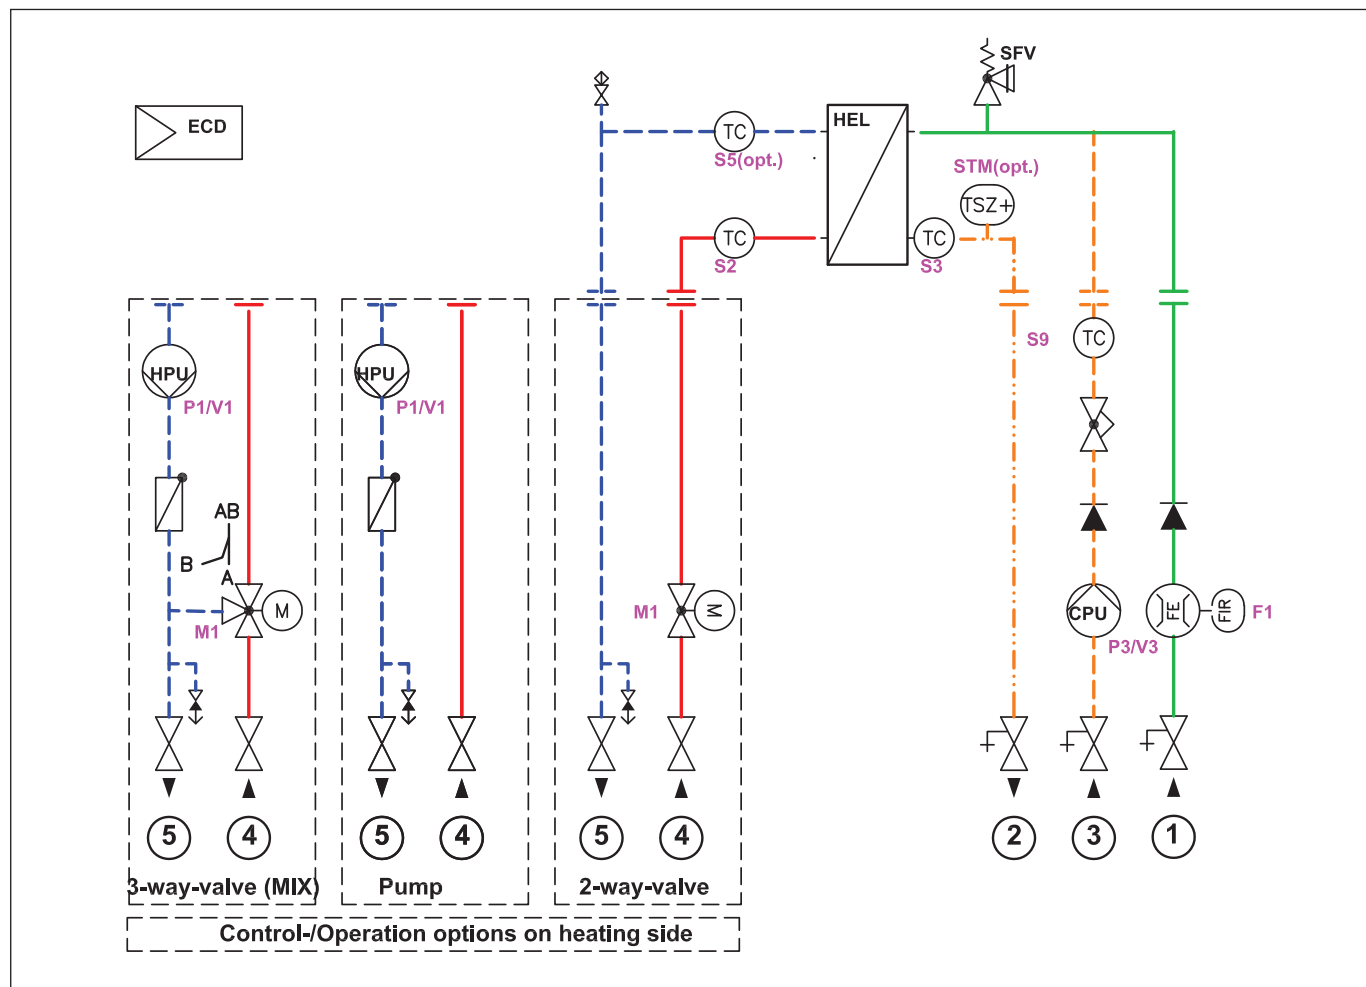 SFV
ECD
HEL
TC
S5(opt.)
STM(opt.)
TSZ+
TC
S2
TC
S3
S9
TC
HPU
P1/V1
HPU
P1/V1
AB
B
A
M
M1
M1
M
CPU
P3/V3
FE
FIR
F1
5
4
5
4
5
4
2
3
1
3-way-valve (MIX)
Pump
2-way-valve
Control-/Operation options on heating side